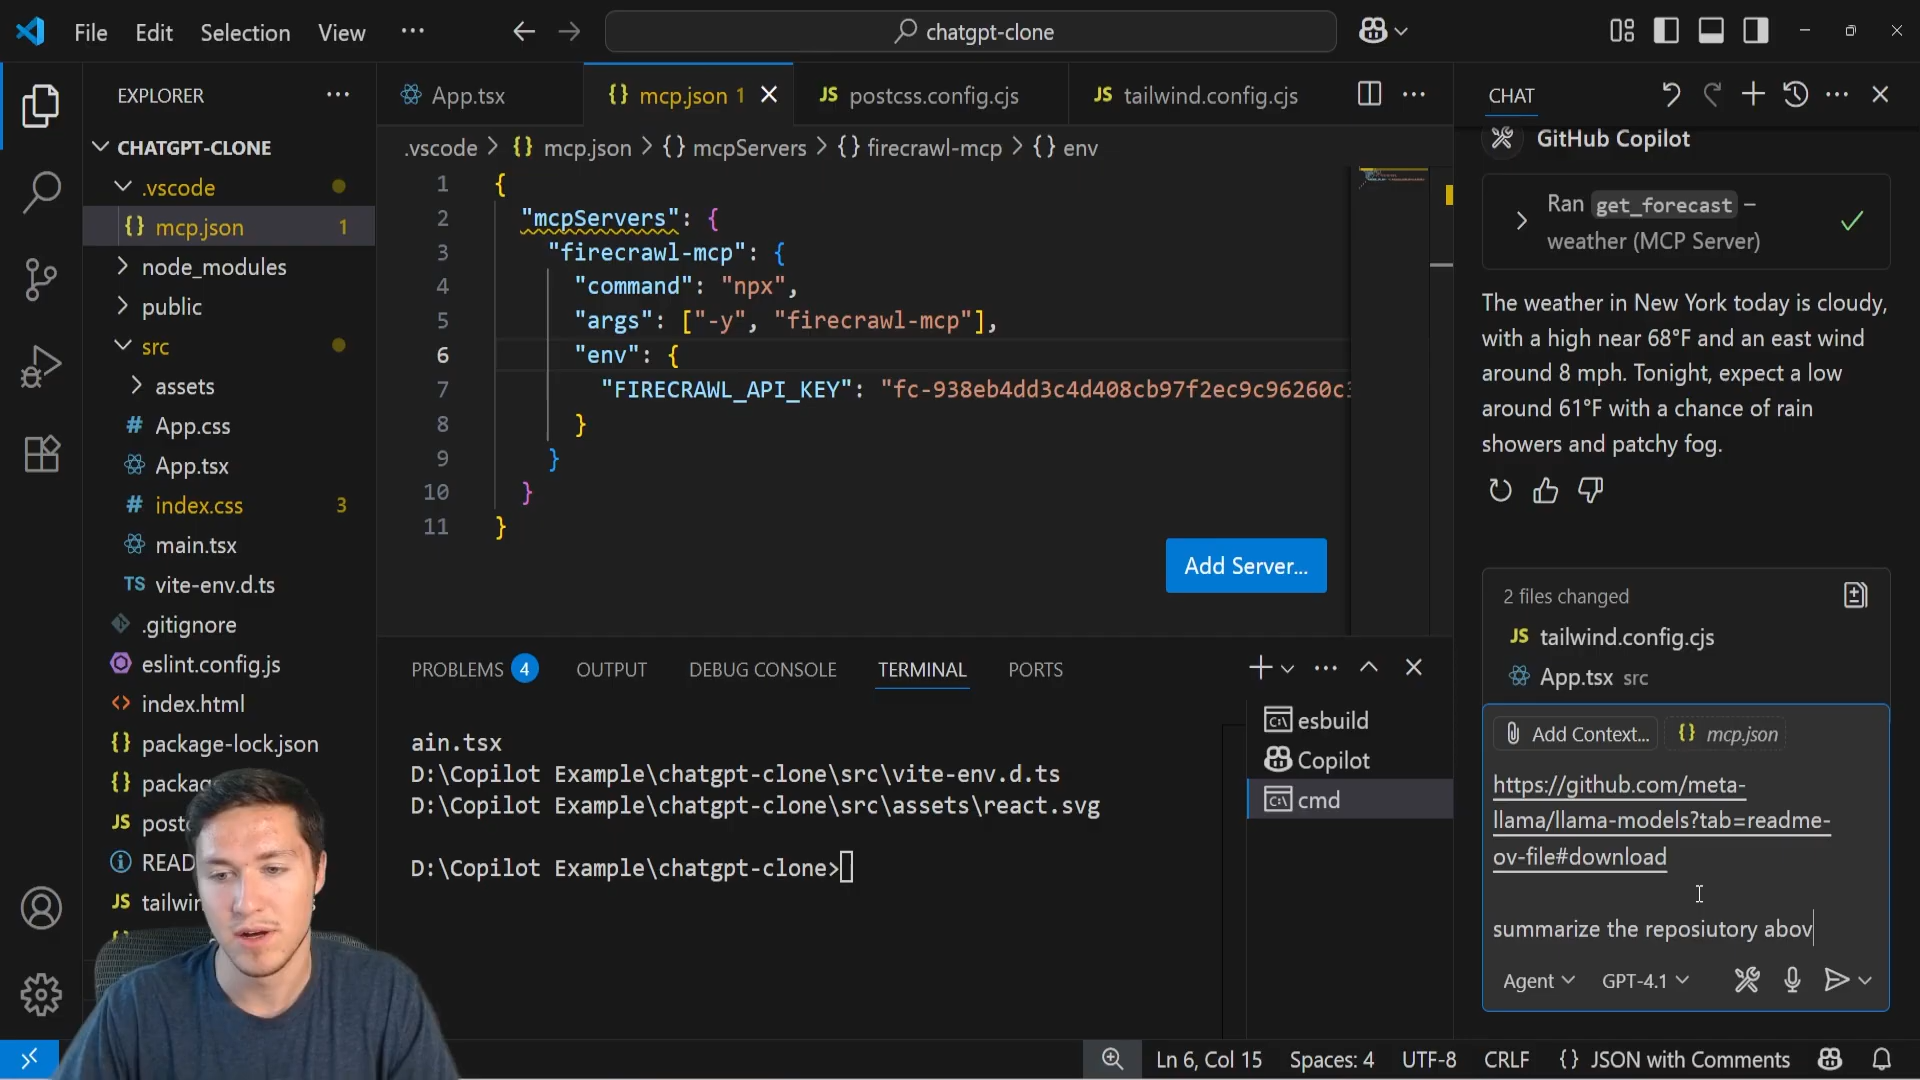 File Edit Selection View ···
chatgpt-clone
EXPLORER
CHATGPT-CLONE
.vscode
mcp.json 1
node_modules
public
src
assets
App.css
App.tsx
index.css 3
main.tsx
vite-env.d.ts
.gitignore
eslint.config.js
index.html
package-lock.json
App.tsx
mcp.json 1
postcss.config.cjs
tailwind.config.cjs
.vscode > {} mcp.json > {} mcpServers > {} firecrawl-mcp > {} env
1 {
2 "mcpServers": {
3 "firecrawl-mcp": {
4 "command": "npx",
5 "args": ["-y", "firecrawl-mcp"],
6 "env": {
7 "FIRECRAWL_API_KEY": "fc-938eb4dd3c4d408cb97f2ec9c96260c
8 }
9 }
10 }
11 }
Add Server...
PROBLEMS 4 OUTPUT DEBUG CONSOLE TERMINAL PORTS
ain.tsx
D:\Copilot Example\chatgpt-clone\src\vite-env.d.ts
D:\Copilot Example\chatgpt-clone\src\assets\react.svg
D:\Copilot Example\chatgpt-clone>
esbuild
Copilot
cmd
CHAT
GitHub Copilot
Ran get_forecast –
weather (MCP Server)
The weather in New York today is cloudy,
with a high near 68°F and an east wind
around 8 mph. Tonight, expect a low
around 61°F with a chance of rain
showers and patchy fog.
2 files changed
JS tailwind.config.cjs
App.tsx src
Add Context...
{} mcp.json
https://github.com/meta-
llama/llama-models?tab=readme-
ov-file#download
summarize the reposiutory abov
Agent
GPT-4.1
Ln 6, Col 15 Spaces: 4 UTF-8 CRLF {} JSON with Comments